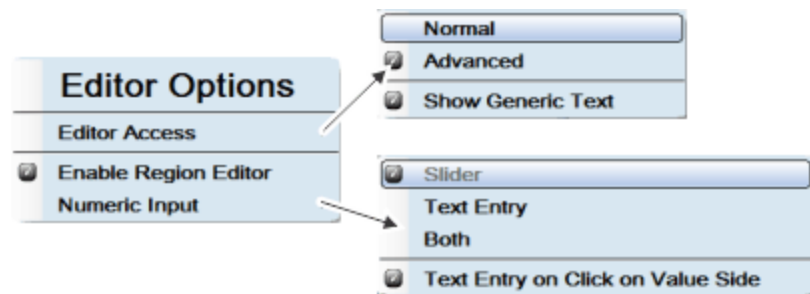 Editor Options
Editor Access
Enable Region Editor
Numeric Input
Normal
Advanced
Show Generic Text
Slider
Text Entry
Both
Text Entry on Click on Value Side